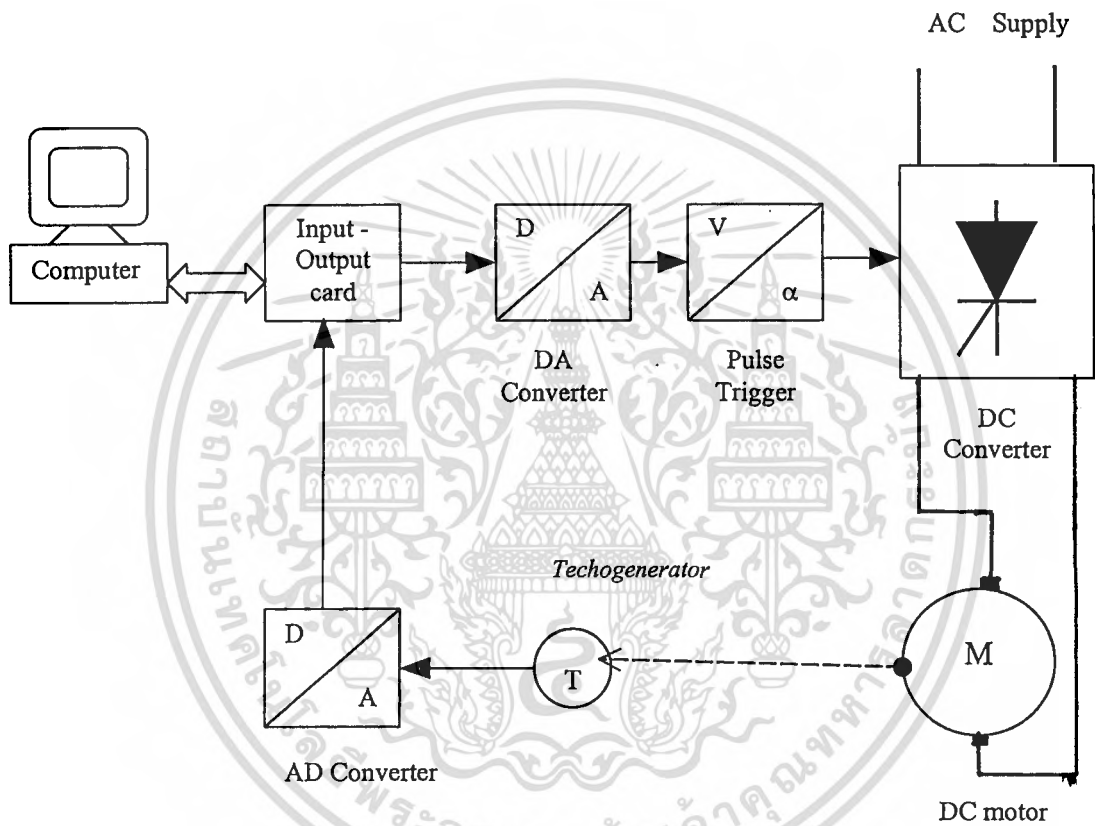 AC Supply
Computer
Input -
Output
card
D
A
DA
Converter
V
α
Pulse
Trigger
DC
Converter
Techogenerator
D
A
AD Converter
T
M
DC motor